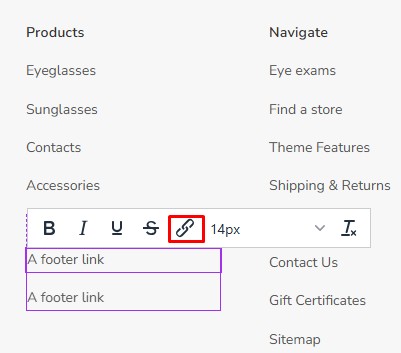 Products
Eyeglasses
Sunglasses
Contacts
Accessories
B I U S 14px Tx
A footer link
A footer link
Navigate
Eye exams
Find a store
Theme Features
Shipping & Returns
Contact Us
Gift Certificates
Sitemap